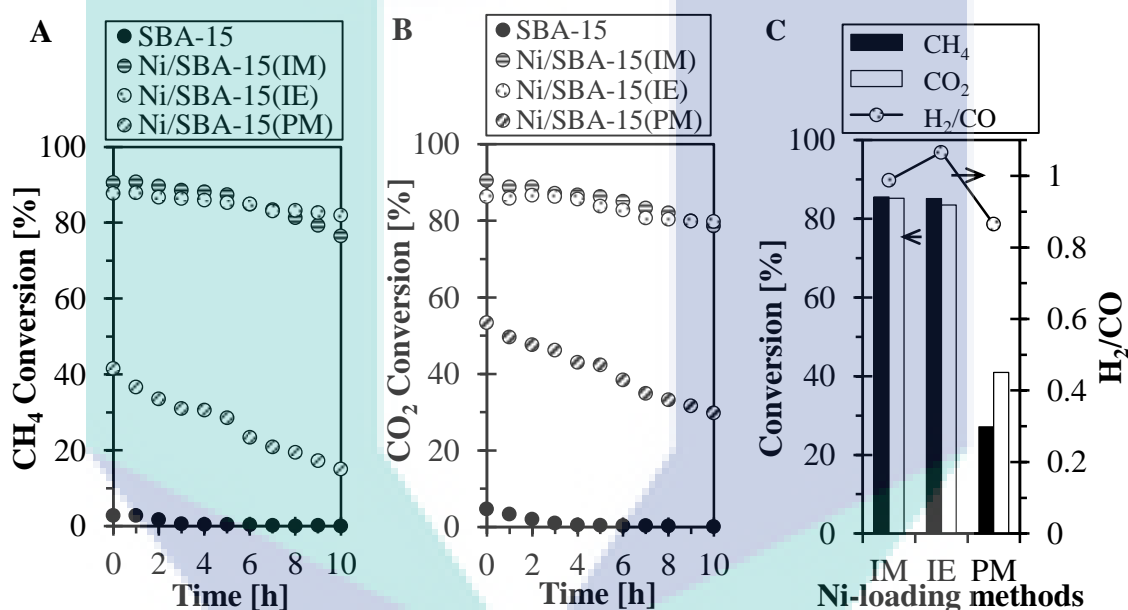 A
SBA-15
Ni/SBA-15(IM)
Ni/SBA-15(IE)
Ni/SBA-15(PM)
100
80
60
40
20
0
CH4 Conversion [%]
0 2 4 6 8 10
Time [h]
B
SBA-15
Ni/SBA-15(IM)
Ni/SBA-15(IE)
Ni/SBA-15(PM)
100
80
60
40
20
0
CO2 Conversion [%]
0 2 4 6 8 10
Time [h]
C
CH4
CO2
H2/CO
100
80
60
40
20
0
Conversion [%]
1
0.8
0.6
0.4
0.2
0
H2/CO
IM IE PM
Ni-loading methods